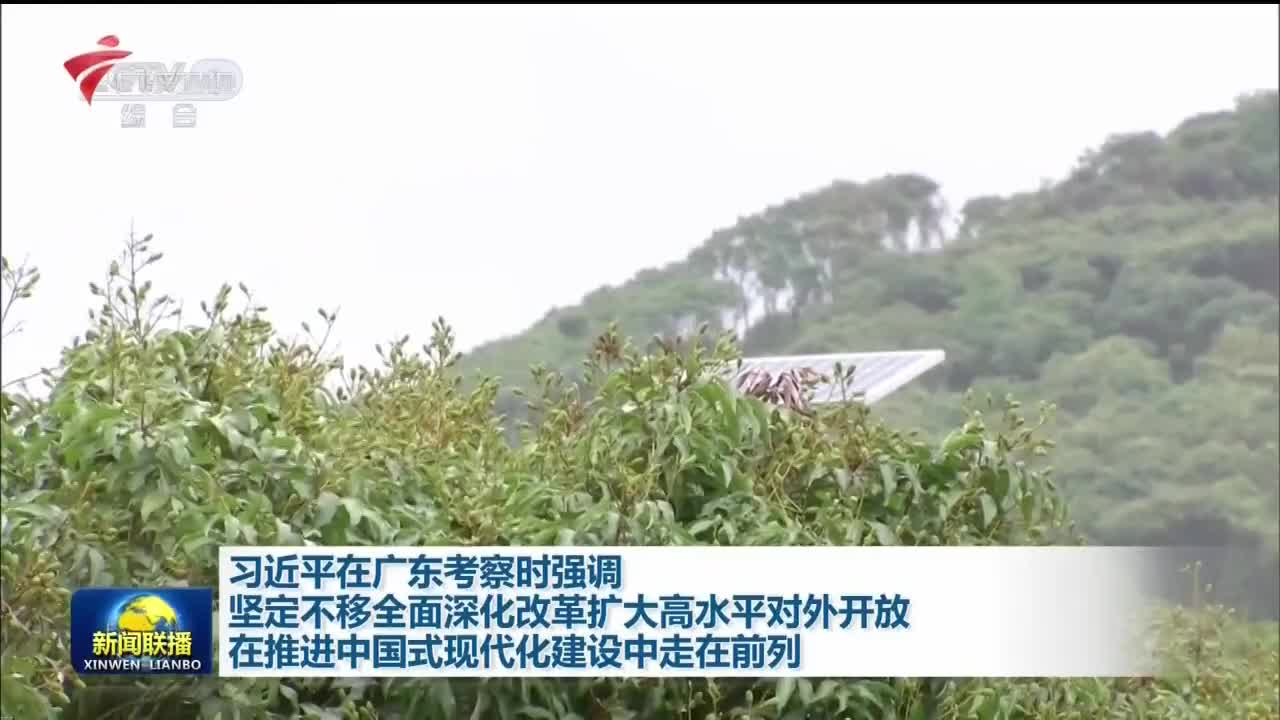 综合
习近平在广东考察时强调
坚定不移全面深化改革扩大高水平对外开放
在推进中国式现代化建设中走在前列
新闻联播
XINWEN LIANBO